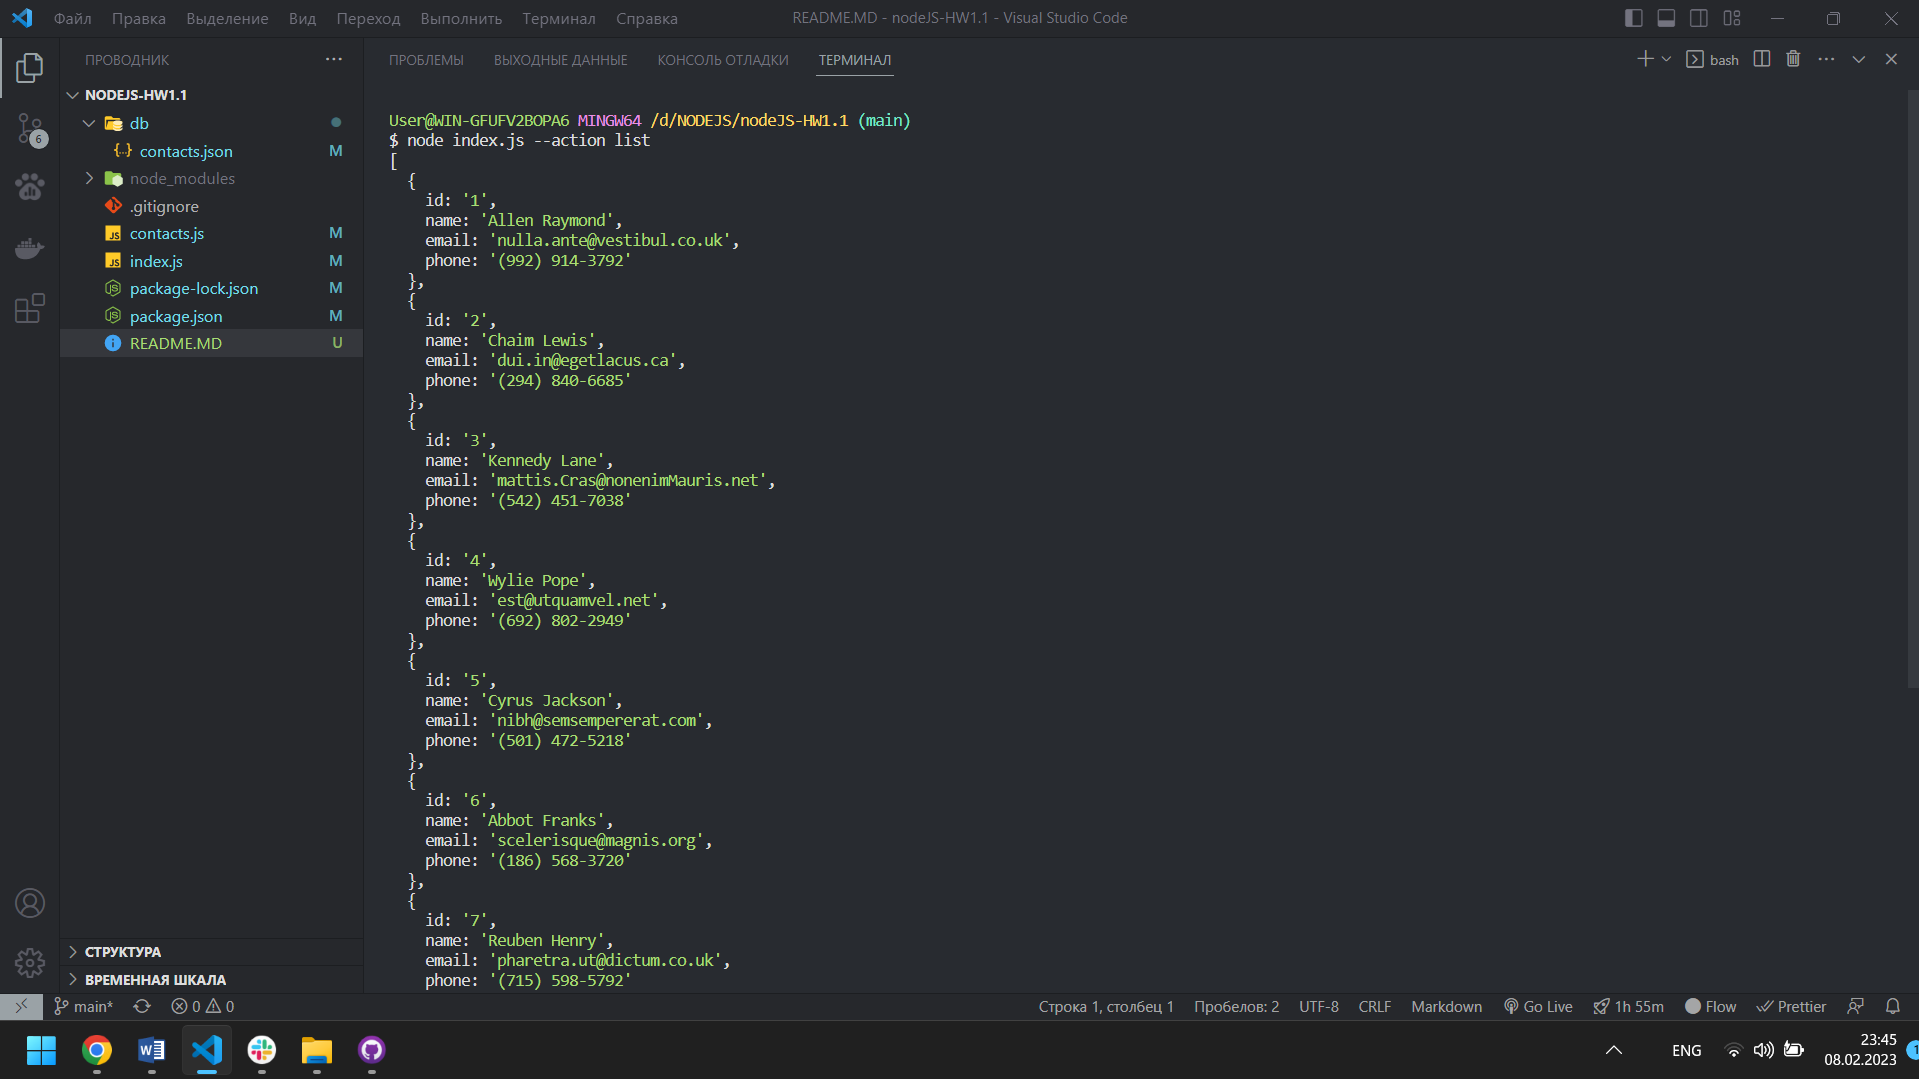 Файл Правка Выделение Вид Переход Выполнить Терминал Справка
README.MD - nodeJS-HW1.1 - Visual Studio Code
ПРОВОДНИК
NODEJS-HW1.1
db
contacts.json M
node_modules
.gitignore
contacts.js M
index.js M
package-lock.json M
package.json M
README.MD U
6
СТРУКТУРА
ВРЕМЕННАЯ ШКАЛА
ПРОБЛЕМЫ ВЫХОДНЫЕ ДАННЫЕ КОНСОЛЬ ОТЛАДКИ ТЕРМИНАЛ
bash
User@WIN-GFUFV2BOPA6 MINGW64 /d/NODEJS/nodeJS-HW1.1 (main)
$ node index.js --action list
[
{
id: '1',
name: 'Allen Raymond',
email: 'nulla.ante@vestibul.co.uk',
phone: '(992) 914-3792'
},
{
id: '2',
name: 'Chaim Lewis',
email: 'dui.in@egetlacus.ca',
phone: '(294) 840-6685'
},
{
id: '3',
name: 'Kennedy Lane',
email: 'mattis.Cras@nonenimMauris.net',
phone: '(542) 451-7038'
},
{
id: '4',
name: 'Wylie Pope',
email: 'est@utquamvel.net',
phone: '(692) 802-2949'
},
{
id: '5',
name: 'Cyrus Jackson',
email: 'nibh@semsempererat.com',
phone: '(501) 472-5218'
},
{
id: '6',
name: 'Abbot Franks',
email: 'scelerisque@magnis.org',
phone: '(186) 568-3720'
},
{
id: '7',
name: 'Reuben Henry',
email: 'pharetra.ut@dictum.co.uk',
phone: '(715) 598-5792'
main* 0 0
Строка 1, столбец 1 Пробелов: 2 UTF-8 CRLF Markdown Go Live 1h 55m Flow Prettier
ENG
23:45
08.02.2023
1